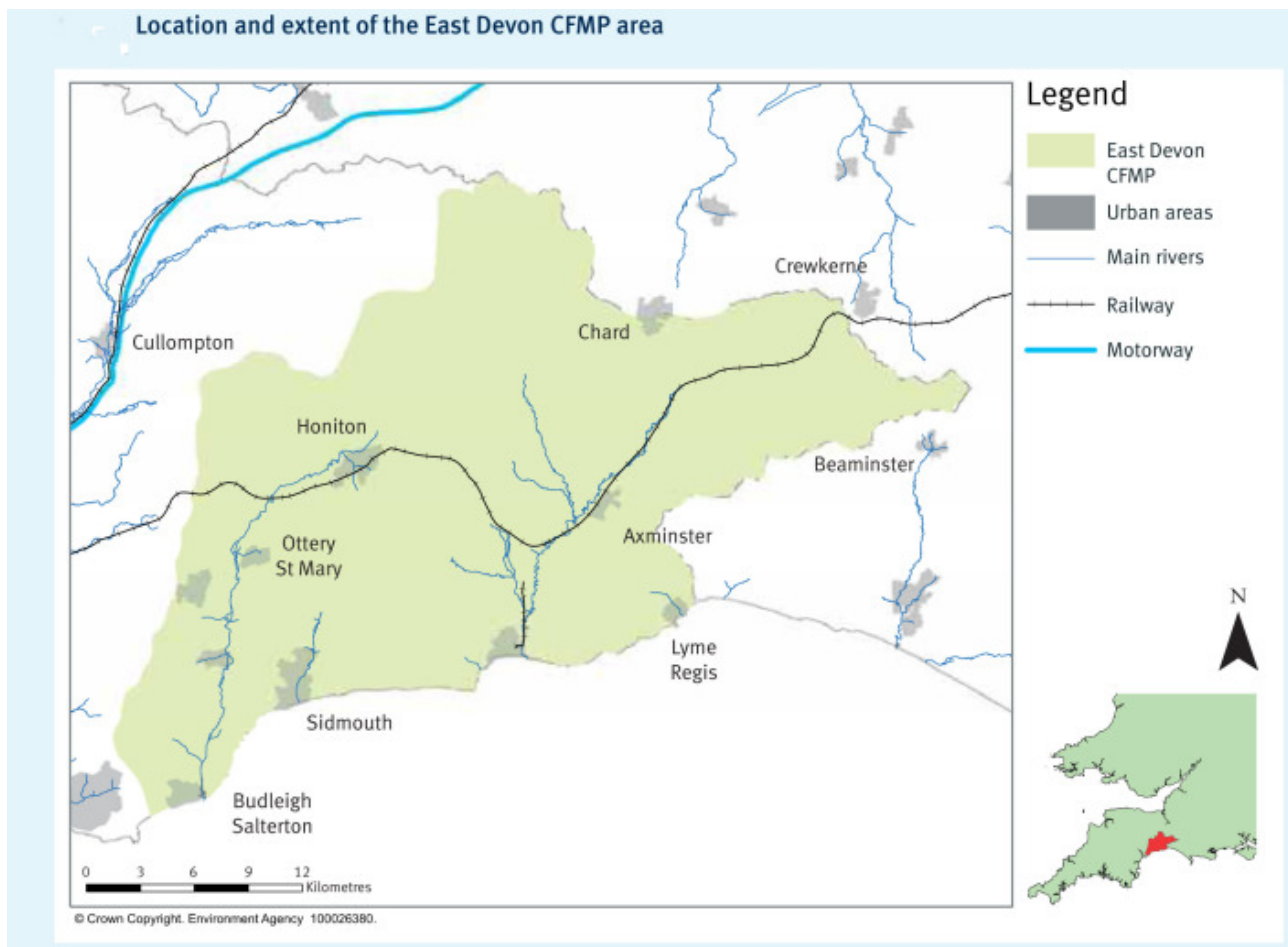 Location and extent of the East Devon CFMP area
Legend
East Devon
CFMP
Urban areas
Main rivers
Railway
Motorway
Crewkerne
Chard
Cullompton
Honiton
Beaminster
Axminster
Ottery
St Mary
Lyme
Regis
Sidmouth
Budleigh
Salterton
N
0 3 6 9 12
Kilometres
© Crown Copyright. Environment Agency 100026380.